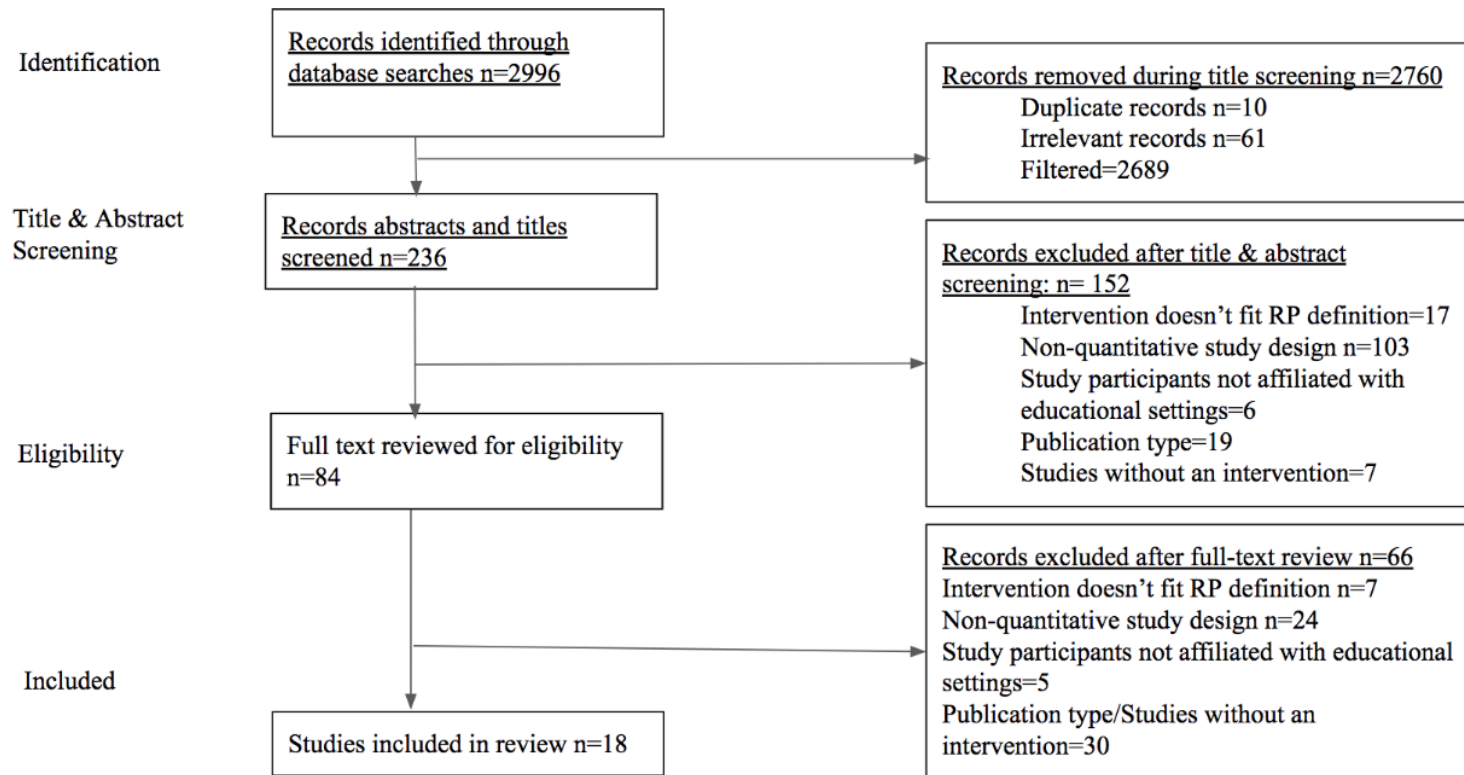 Identification
Records identified through
database searches n=2996
Records removed during title screening n=2760
Duplicate records n=10
Irrelevant records n=61
Filtered=2689
Title & Abstract
Screening
Records abstracts and titles
screened n=236
Records excluded after title & abstract
screening: n= 152
Intervention doesn’t fit RP definition=17
Non-quantitative study design n=103
Study participants not affiliated with
educational settings=6
Publication type=19
Studies without an intervention=7
Eligibility
Full text reviewed for eligibility
n=84
Records excluded after full-text review n=66
Intervention doesn’t fit RP definition n=7
Non-quantitative study design n=24
Study participants not affiliated with educational
settings=5
Publication type/Studies without an
intervention=30
Included
Studies included in review n=18